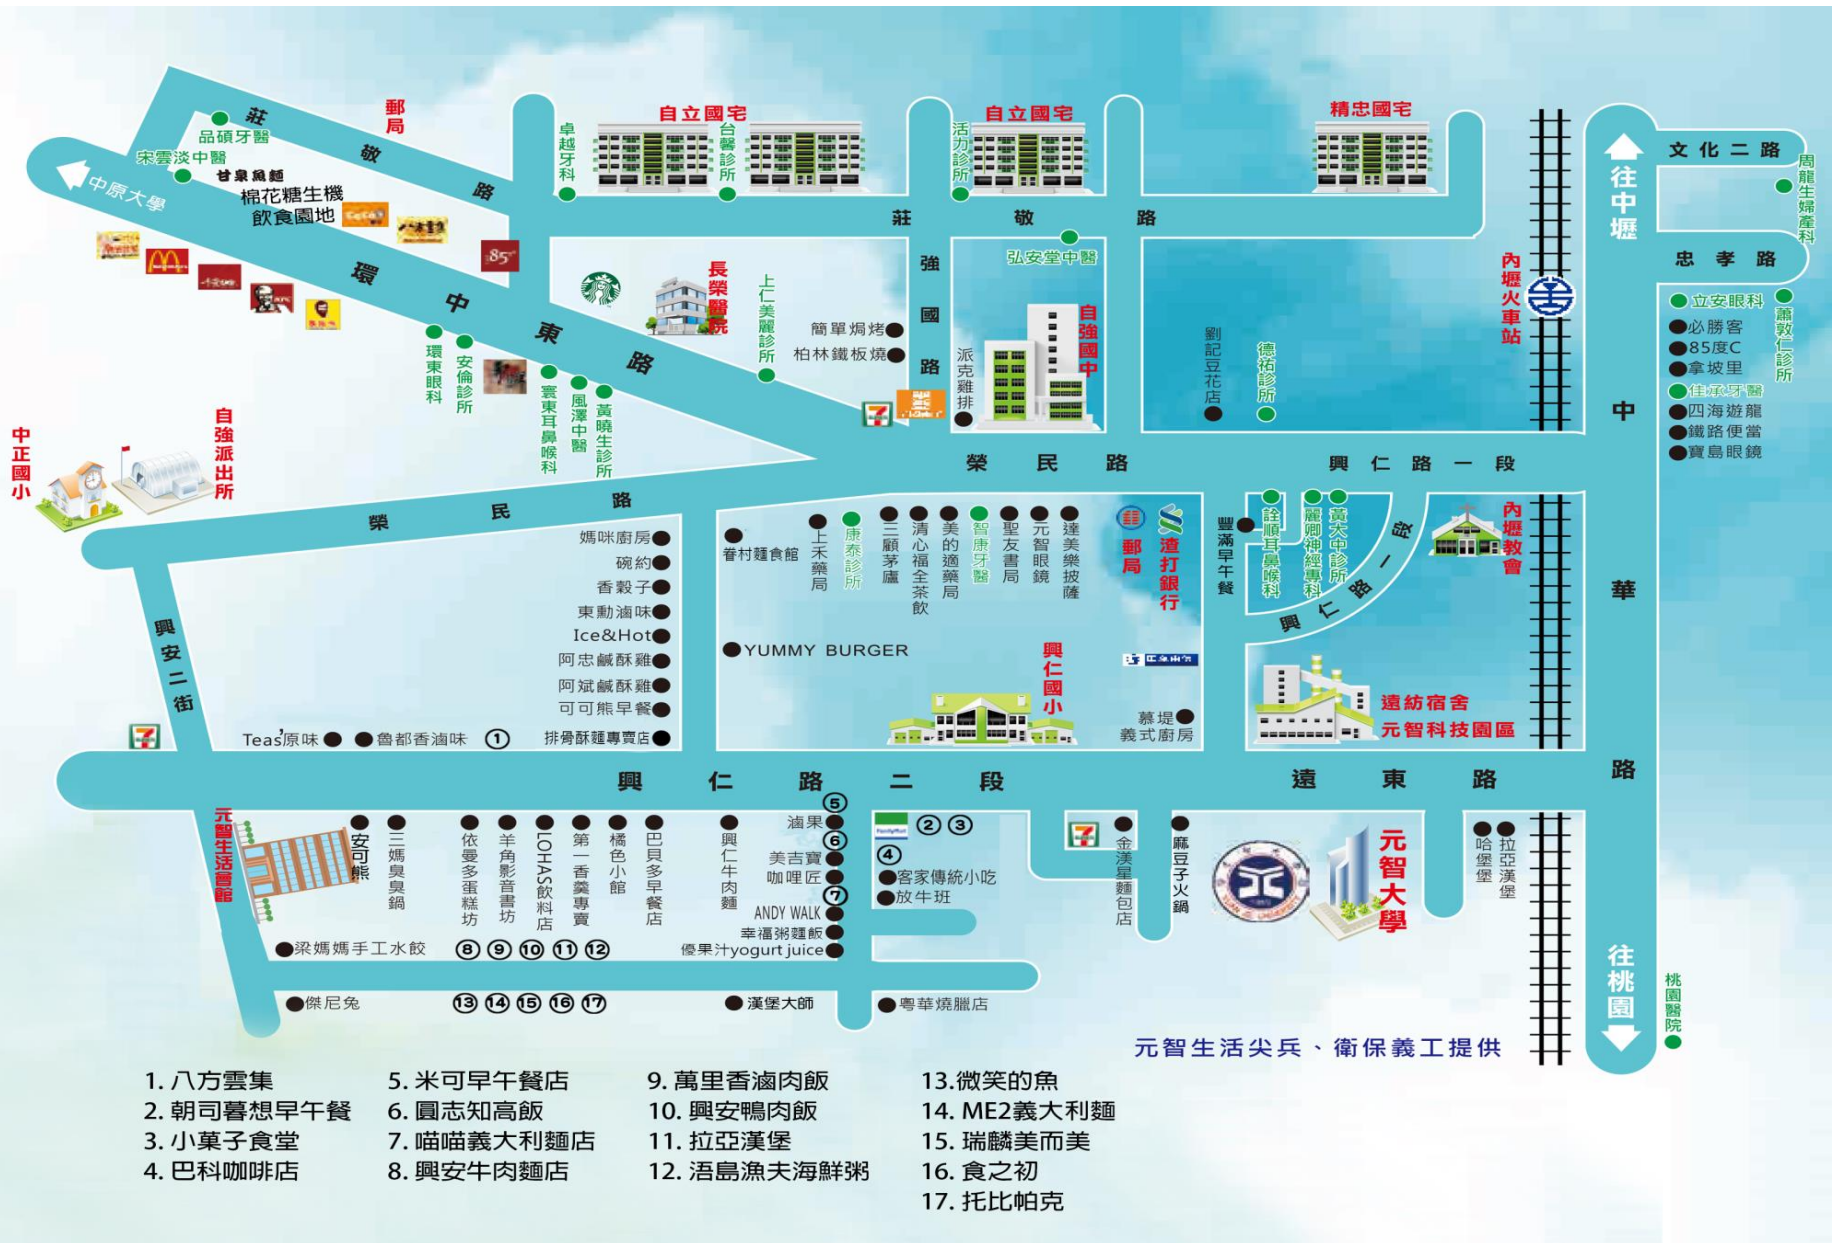 莊敬路
郵局
品碩牙醫
宋雲淡中醫
甘泉魚麵
棉花糖生機
飲食園地
中原大學
環中東路
卓越牙科
自立國宅
台馨診所
活力診所
自立國宅
精忠國宅
莊敬路
往中壢
文化二路
周龍生婦產科
忠孝路
立安眼科
必勝客
85度C
拿坡里
佳承牙醫
四海遊龍
鐵路便當
寶島眼鏡
蕭敦仁診所
內壢火車站
85°C
長榮醫院
上仁美麗診所
弘安堂中醫
自強國中
強國路
簡單焗烤
柏林鐵板燒
派克雞排
劉記豆花店
德祐診所
環東眼科
安倫診所
寰東耳鼻喉科
風澤中醫
黃曉生診所
中正國小
自強派出所
榮民路
榮民路
興仁路一段
中華路
興安二街
媽咪廚房
碗約
香榖子
東勳滷味
Ice&Hot
阿忠鹹酥雞
阿斌鹹酥雞
可可熊早餐
排骨酥麵專賣店
眷村麵食館
上禾藥局
康泰診所
三顧茅廬
清心福全茶飲
美的適藥局
智康牙醫
聖友書局
元智眼鏡
達美樂披薩
郵局
渣打銀行
豐滿早午餐
詮順耳鼻喉科
麗卿神經專科
黃大中診所
興仁路一段
內壢教會
YUMMY BURGER
興仁國小
慕堤
義式廚房
遠紡宿舍
元智科技園區
Teas'原味
魯都香滷味
①
興仁路二段
遠東路
元智生活會館
安可熊
三媽臭臭鍋
依曼多蛋糕坊
羊角影音書坊
LOHAS飲料店
第一香羹專賣
橘色小館
巴貝多早餐店
興仁牛肉麵
⑤
滷果
⑥
美吉寶
咖哩匠
⑦
ANDY WALK
幸福粥麵飯
優果汁yogurt juice
FamilyMart
② ③
④
客家傳統小吃
放牛班
金漢星麵包店
麻豆子火鍋
元智大學
哈堡堡
拉亞漢堡
梁媽媽手工水餃
⑧ ⑨ ⑩ ⑪ ⑫
傑尼兔
⑬ ⑭ ⑮ ⑯ ⑰
漢堡大師
粵華燒臘店
往桃園
桃園醫院
元智生活尖兵、衛保義工提供
1. 八方雲集
2. 朝司暮想早午餐
3. 小菓子食堂
4. 巴科咖啡店
5. 米可早午餐店
6. 圓志知高飯
7. 喵喵義大利麵店
8. 興安牛肉麵店
9. 萬里香滷肉飯
10. 興安鴨肉飯
11. 拉亞漢堡
12. 浯島漁夫海鮮粥
13.微笑的魚
14. ME2義大利麵
15. 瑞麟美而美
16. 食之初
17. 托比帕克